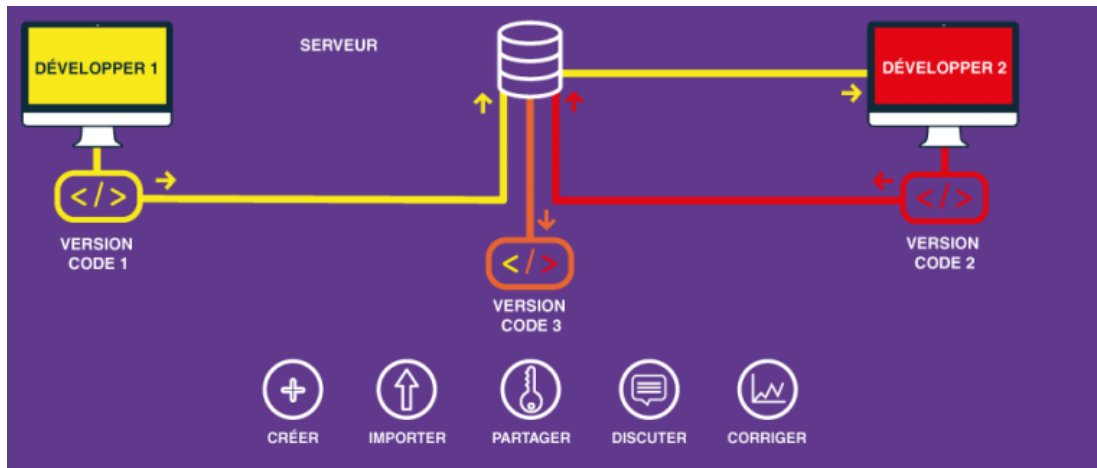 SERVEUR
DÉVELOPPER 1
DÉVELOPPER 2
</>
VERSION
CODE 1
</>
VERSION
CODE 2
</>
VERSION
CODE 3
CRÉER
IMPORTER
PARTAGER
DISCUTER
CORRIGER